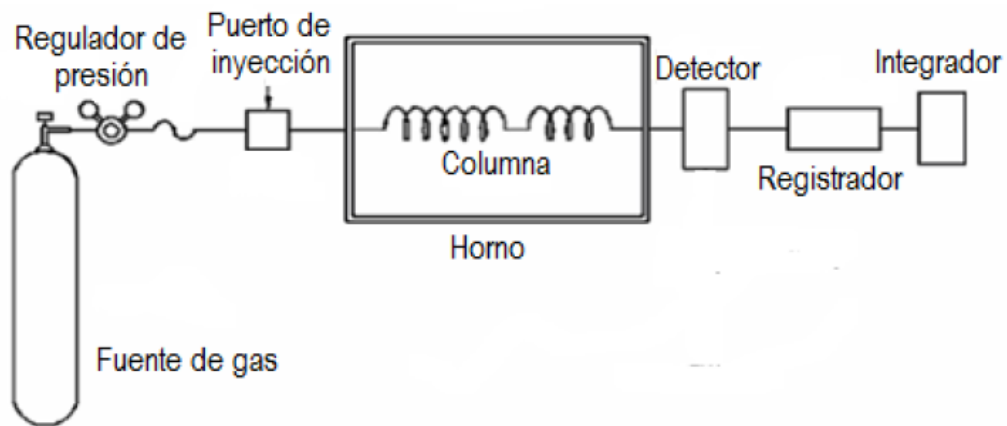 Regulador de
presión
Puerto de
inyección
Detector
Integrador
Columna
Registrador
Horno
Fuente de gas